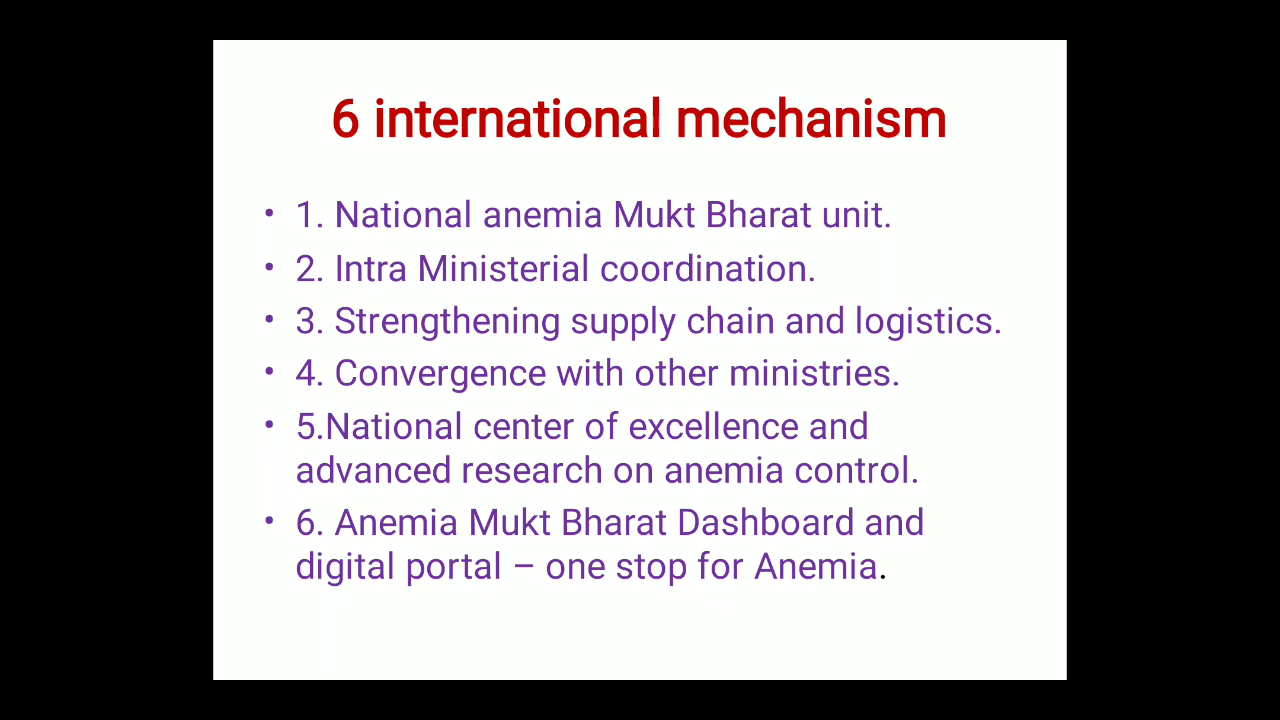 6 international mechanism
• 1. National anemia Mukt Bharat unit.
• 2. Intra Ministerial coordination.
• 3. Strengthening supply chain and logistics.
• 4. Convergence with other ministries.
• 5.National center of excellence and
advanced research on anemia control.
• 6. Anemia Mukt Bharat Dashboard and
digital portal – one stop for Anemia.